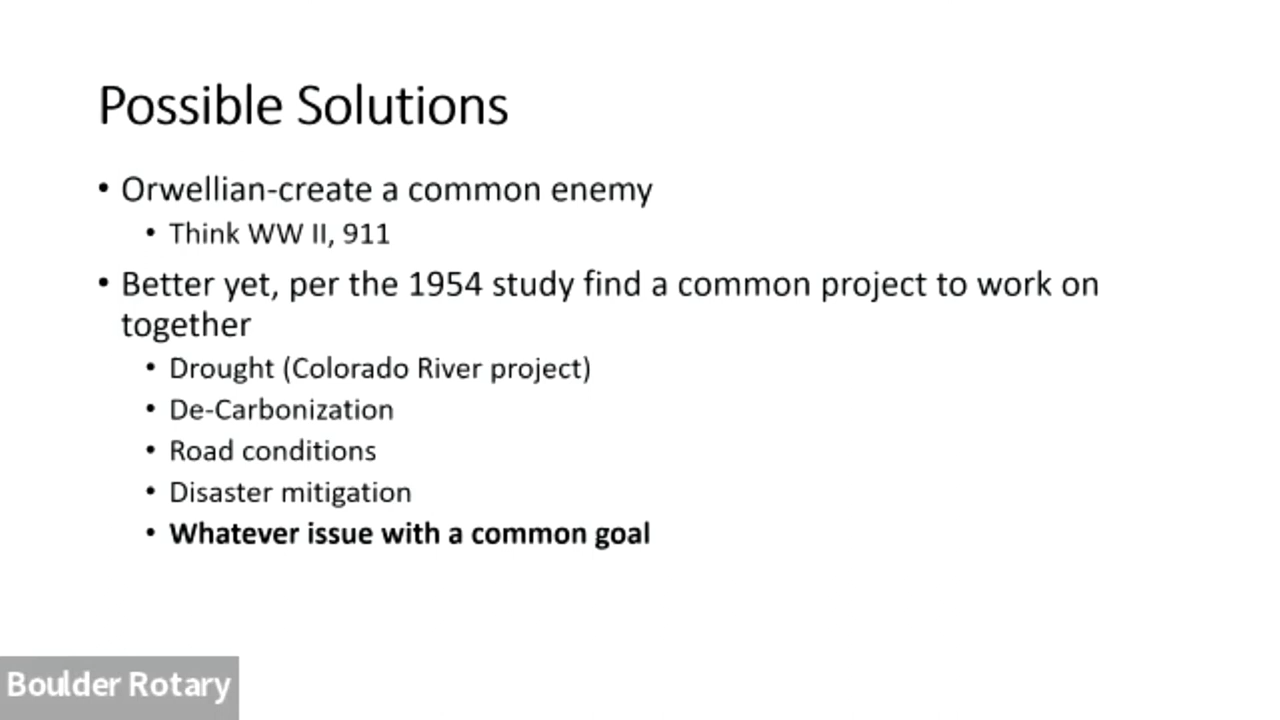 Possible Solutions
• Orwellian-create a common enemy
• Think WW II, 911
• Better yet, per the 1954 study find a common project to work on
together
• Drought (Colorado River project)
• De-Carbonization
• Road conditions
• Disaster mitigation
• Whatever issue with a common goal
Boulder Rotary